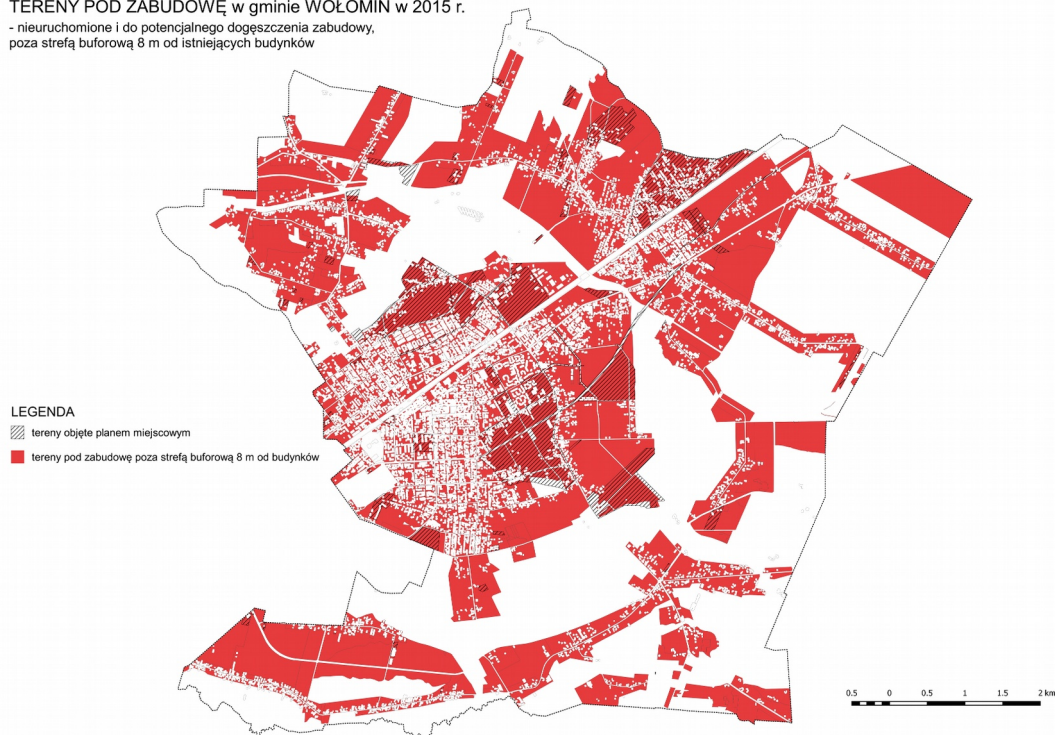 TERENY POD ZABUDOWĘ w gminie WOŁOMIN w 2015 r.
- nieuruchomione i do potencjalnego dogęszczenia zabudowy,
poza strefą buforową 8 m od istniejących budynków
LEGENDA
tereny objęte planem miejscowym
tereny pod zabudowę poza strefą buforową 8 m od budynków
0.5 0 0.5 1 1.5 2 km